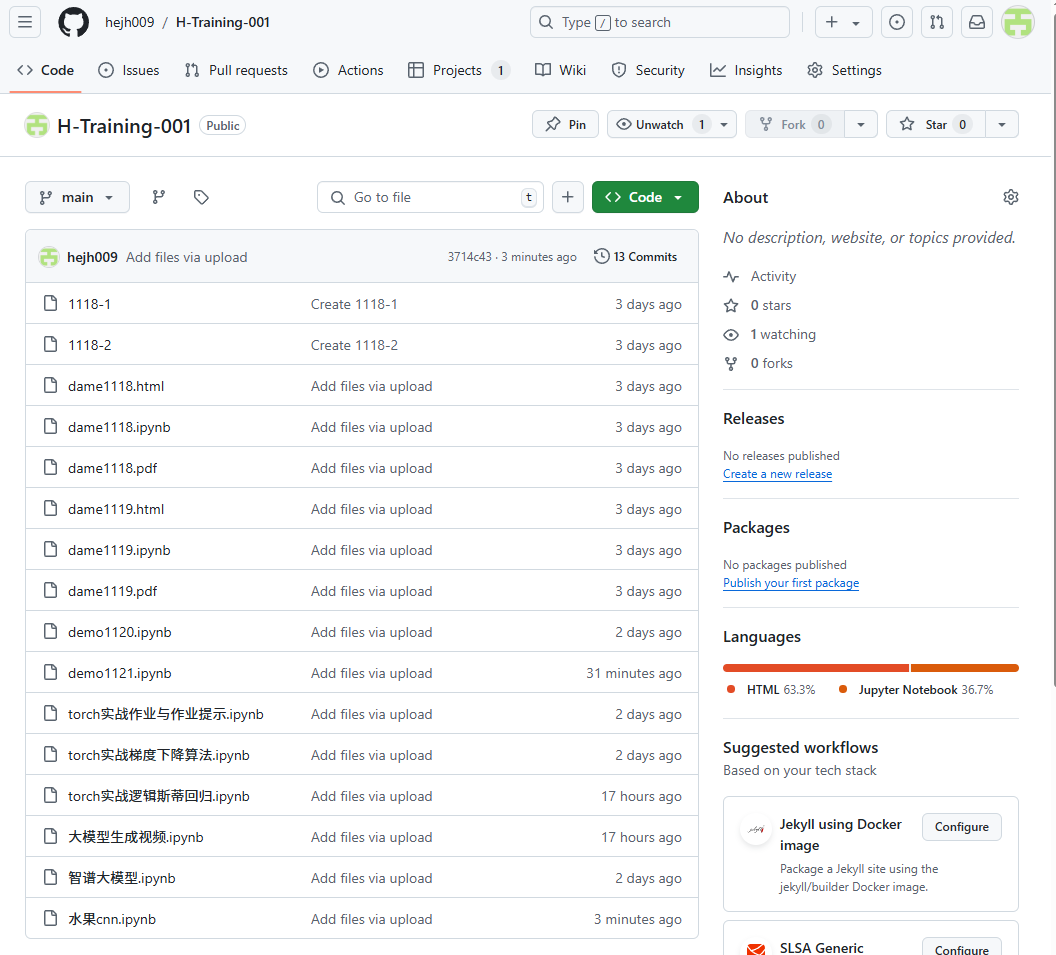 hejh009 / H-Training-001
Type / to search
Code
Issues
Pull requests
Actions
Projects 1
Wiki
Security
Insights
Settings
H-Training-001 Public
Pin
Unwatch 1
Fork 0
Star 0
main
Go to file t
Code
hejh009 Add files via upload 3714c43 · 3 minutes ago 13 Commits
1118-1 Create 1118-1 3 days ago
1118-2 Create 1118-2 3 days ago
dame1118.html Add files via upload 3 days ago
dame1118.ipynb Add files via upload 3 days ago
dame1118.pdf Add files via upload 3 days ago
dame1119.html Add files via upload 3 days ago
dame1119.ipynb Add files via upload 3 days ago
dame1119.pdf Add files via upload 3 days ago
demo1120.ipynb Add files via upload 2 days ago
demo1121.ipynb Add files via upload 31 minutes ago
torch实战作业与作业提示.ipynb Add files via upload 2 days ago
torch实战梯度下降算法.ipynb Add files via upload 2 days ago
torch实战逻辑斯蒂回归.ipynb Add files via upload 17 hours ago
大模型生成视频.ipynb Add files via upload 17 hours ago
智谱大模型.ipynb Add files via upload 2 days ago
水果cnn.ipynb Add files via upload 3 minutes ago
About
No description, website, or topics provided.
Activity
0 stars
1 watching
0 forks
Releases
No releases published
Create a new release
Packages
No packages published
Publish your first package
Languages
HTML 63.3% Jupyter Notebook 36.7%
Suggested workflows
Based on your tech stack
Jekyll using Docker
image
Configure
Package a Jekyll site using the
jekyll/builder Docker image.
SLSA Generic
Configure